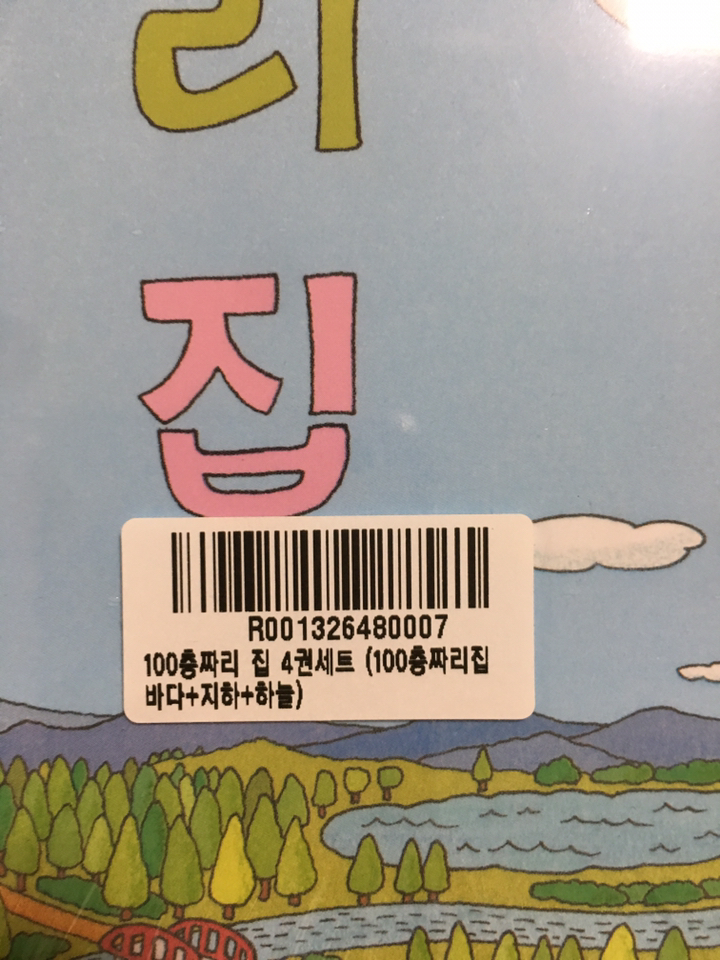 리
집
R001326480007
100층짜리 집 4권세트 (100층짜리집
바다+지하+하늘)